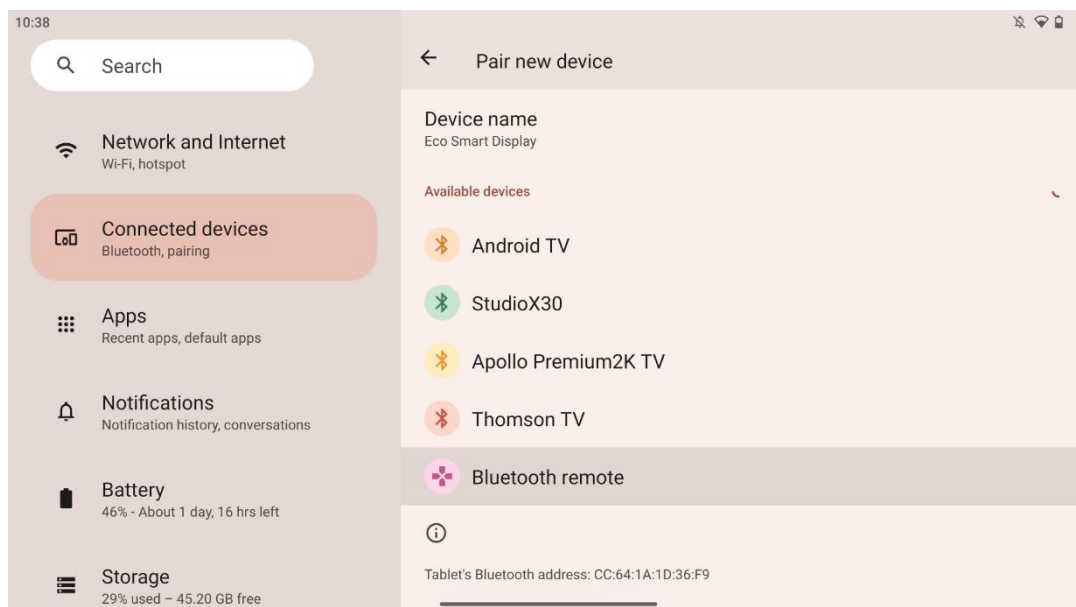 10:38
Search
Network and Internet
Wi-Fi, hotspot
Connected devices
Bluetooth, pairing
Apps
Recent apps, default apps
Notifications
Notification history, conversations
Battery
46% - About 1 day, 16 hrs left
Storage
29% used – 45.20 GB free
Pair new device
Device name
Eco Smart Display
Available devices
Android TV
StudioX30
Apollo Premium2K TV
Thomson TV
Bluetooth remote
Tablet's Bluetooth address: CC:64:1A:1D:36:F9